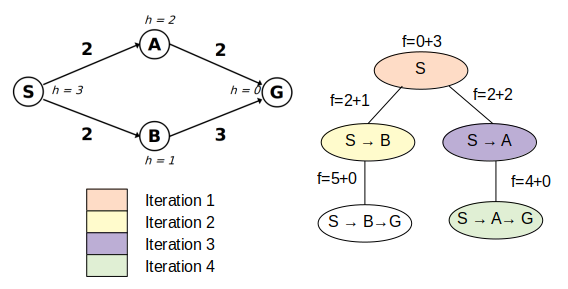 h = 2
A
2
2
S
h = 3
h = 0
G
2
3
B
h = 1
Iteration 1
Iteration 2
Iteration 3
Iteration 4
f=0+3
S
f=2+1
f=2+2
S → B
S → A
f=5+0
f=4+0
S → B→G
S → A→ G